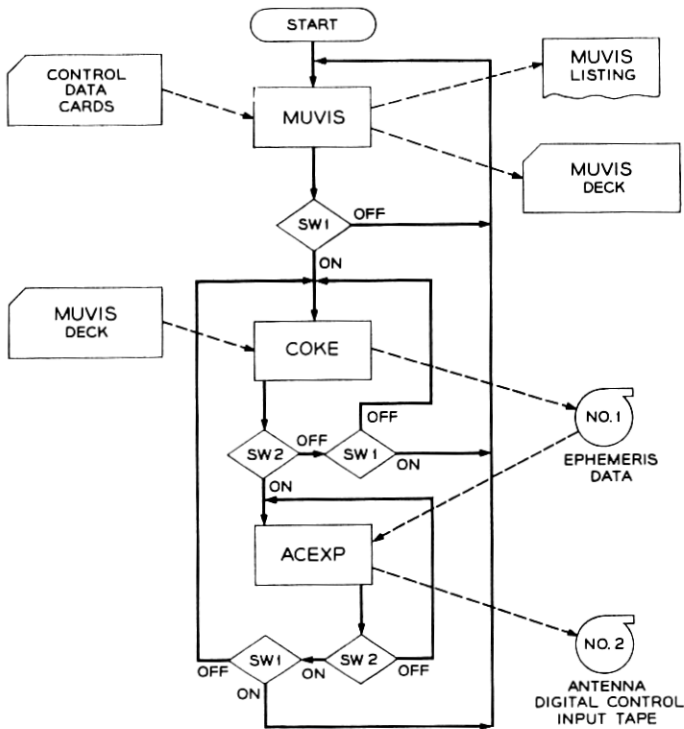 START
CONTROL
DATA
CARDS
MUVIS
MUVIS
LISTING
MUVIS
DECK
SW1
OFF
ON
MUVIS
DECK
COKE
NO. 1
EPHEMERIS
DATA
OFF
SW2
OFF
SW1
ON
ON
ACEXP
SW1
OFF
ON
ON
SW2
OFF
NO. 2
ANTENNA
DIGITAL CONTROL
INPUT TAPE